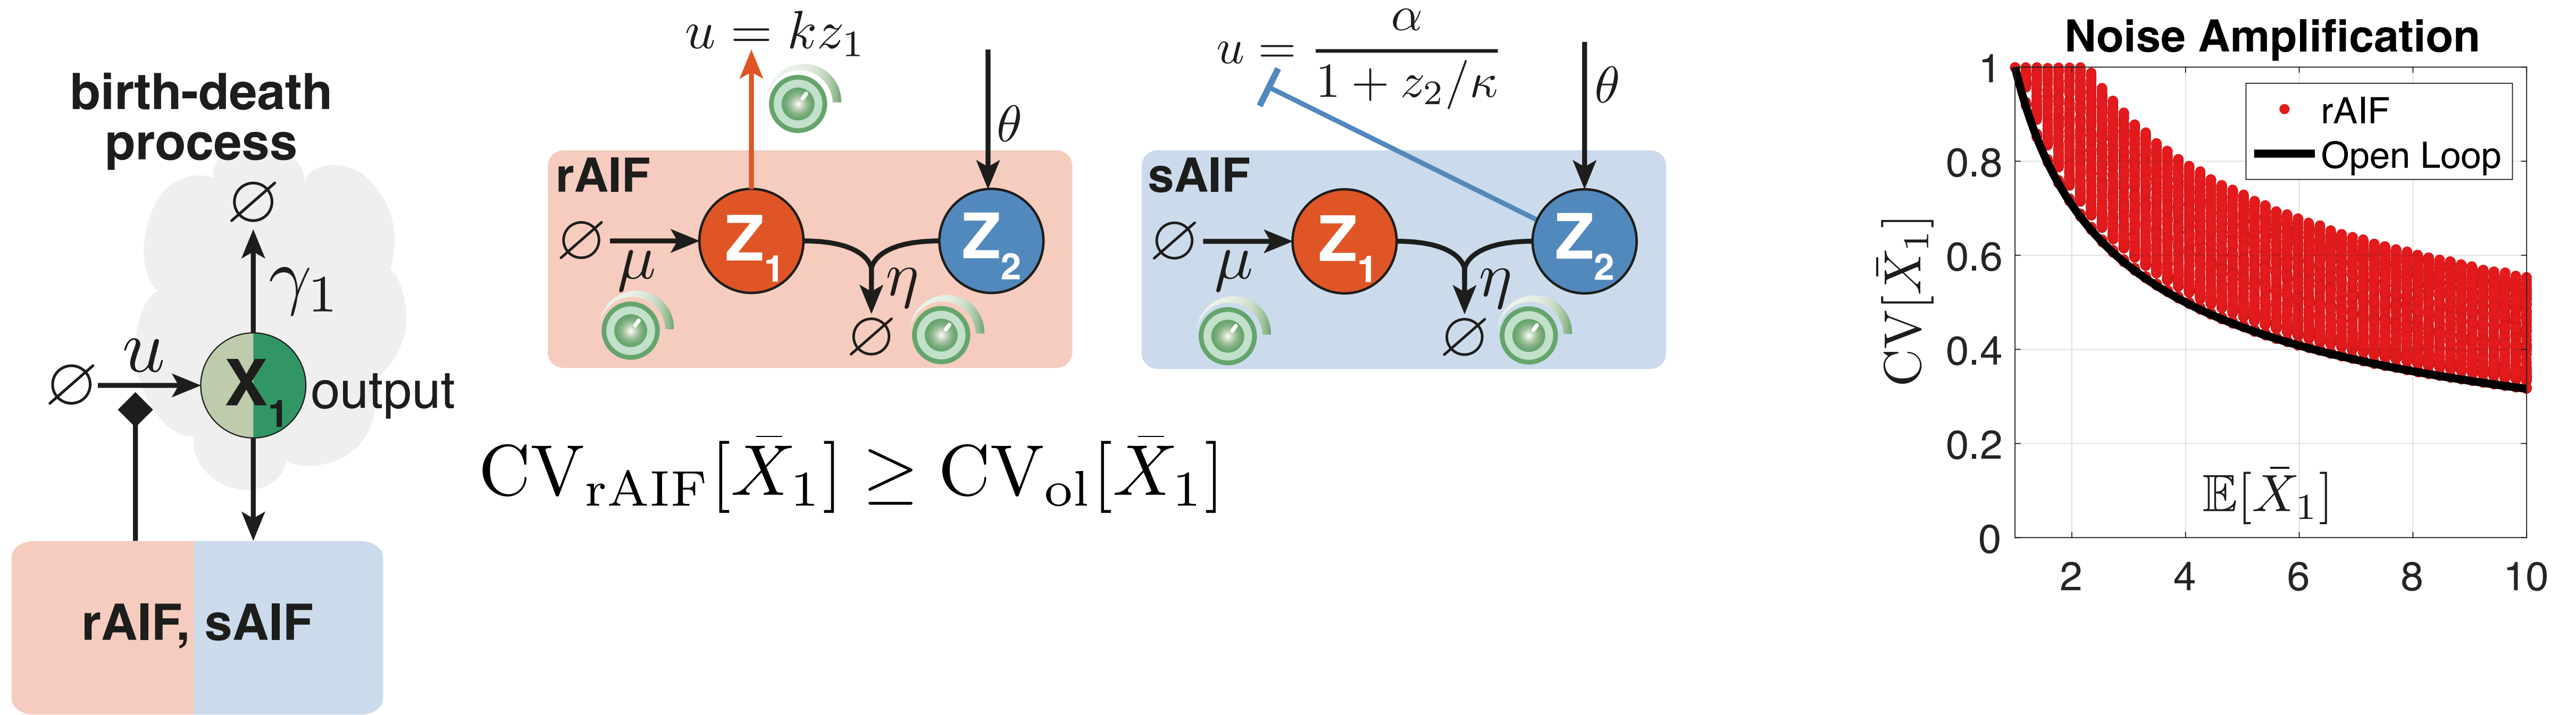 birth-death
process
∅
γ₁
∅
u
X₁
output
rAIF, sAIF
u = kz₁
θ
rAIF
∅
μ
Z₁
Z₂
η
∅
u = α / (1 + z₂/κ)
θ
sAIF
∅
μ
Z₁
Z₂
η
∅
CV_rAIF[X̄₁] ≥ CV_ol[X̄₁]
Noise Amplification
rAIF
Open Loop
CV[X̄₁]
1
0.8
0.6
0.4
0.2
0
𝔼[X̄₁]
2 4 6 8 10